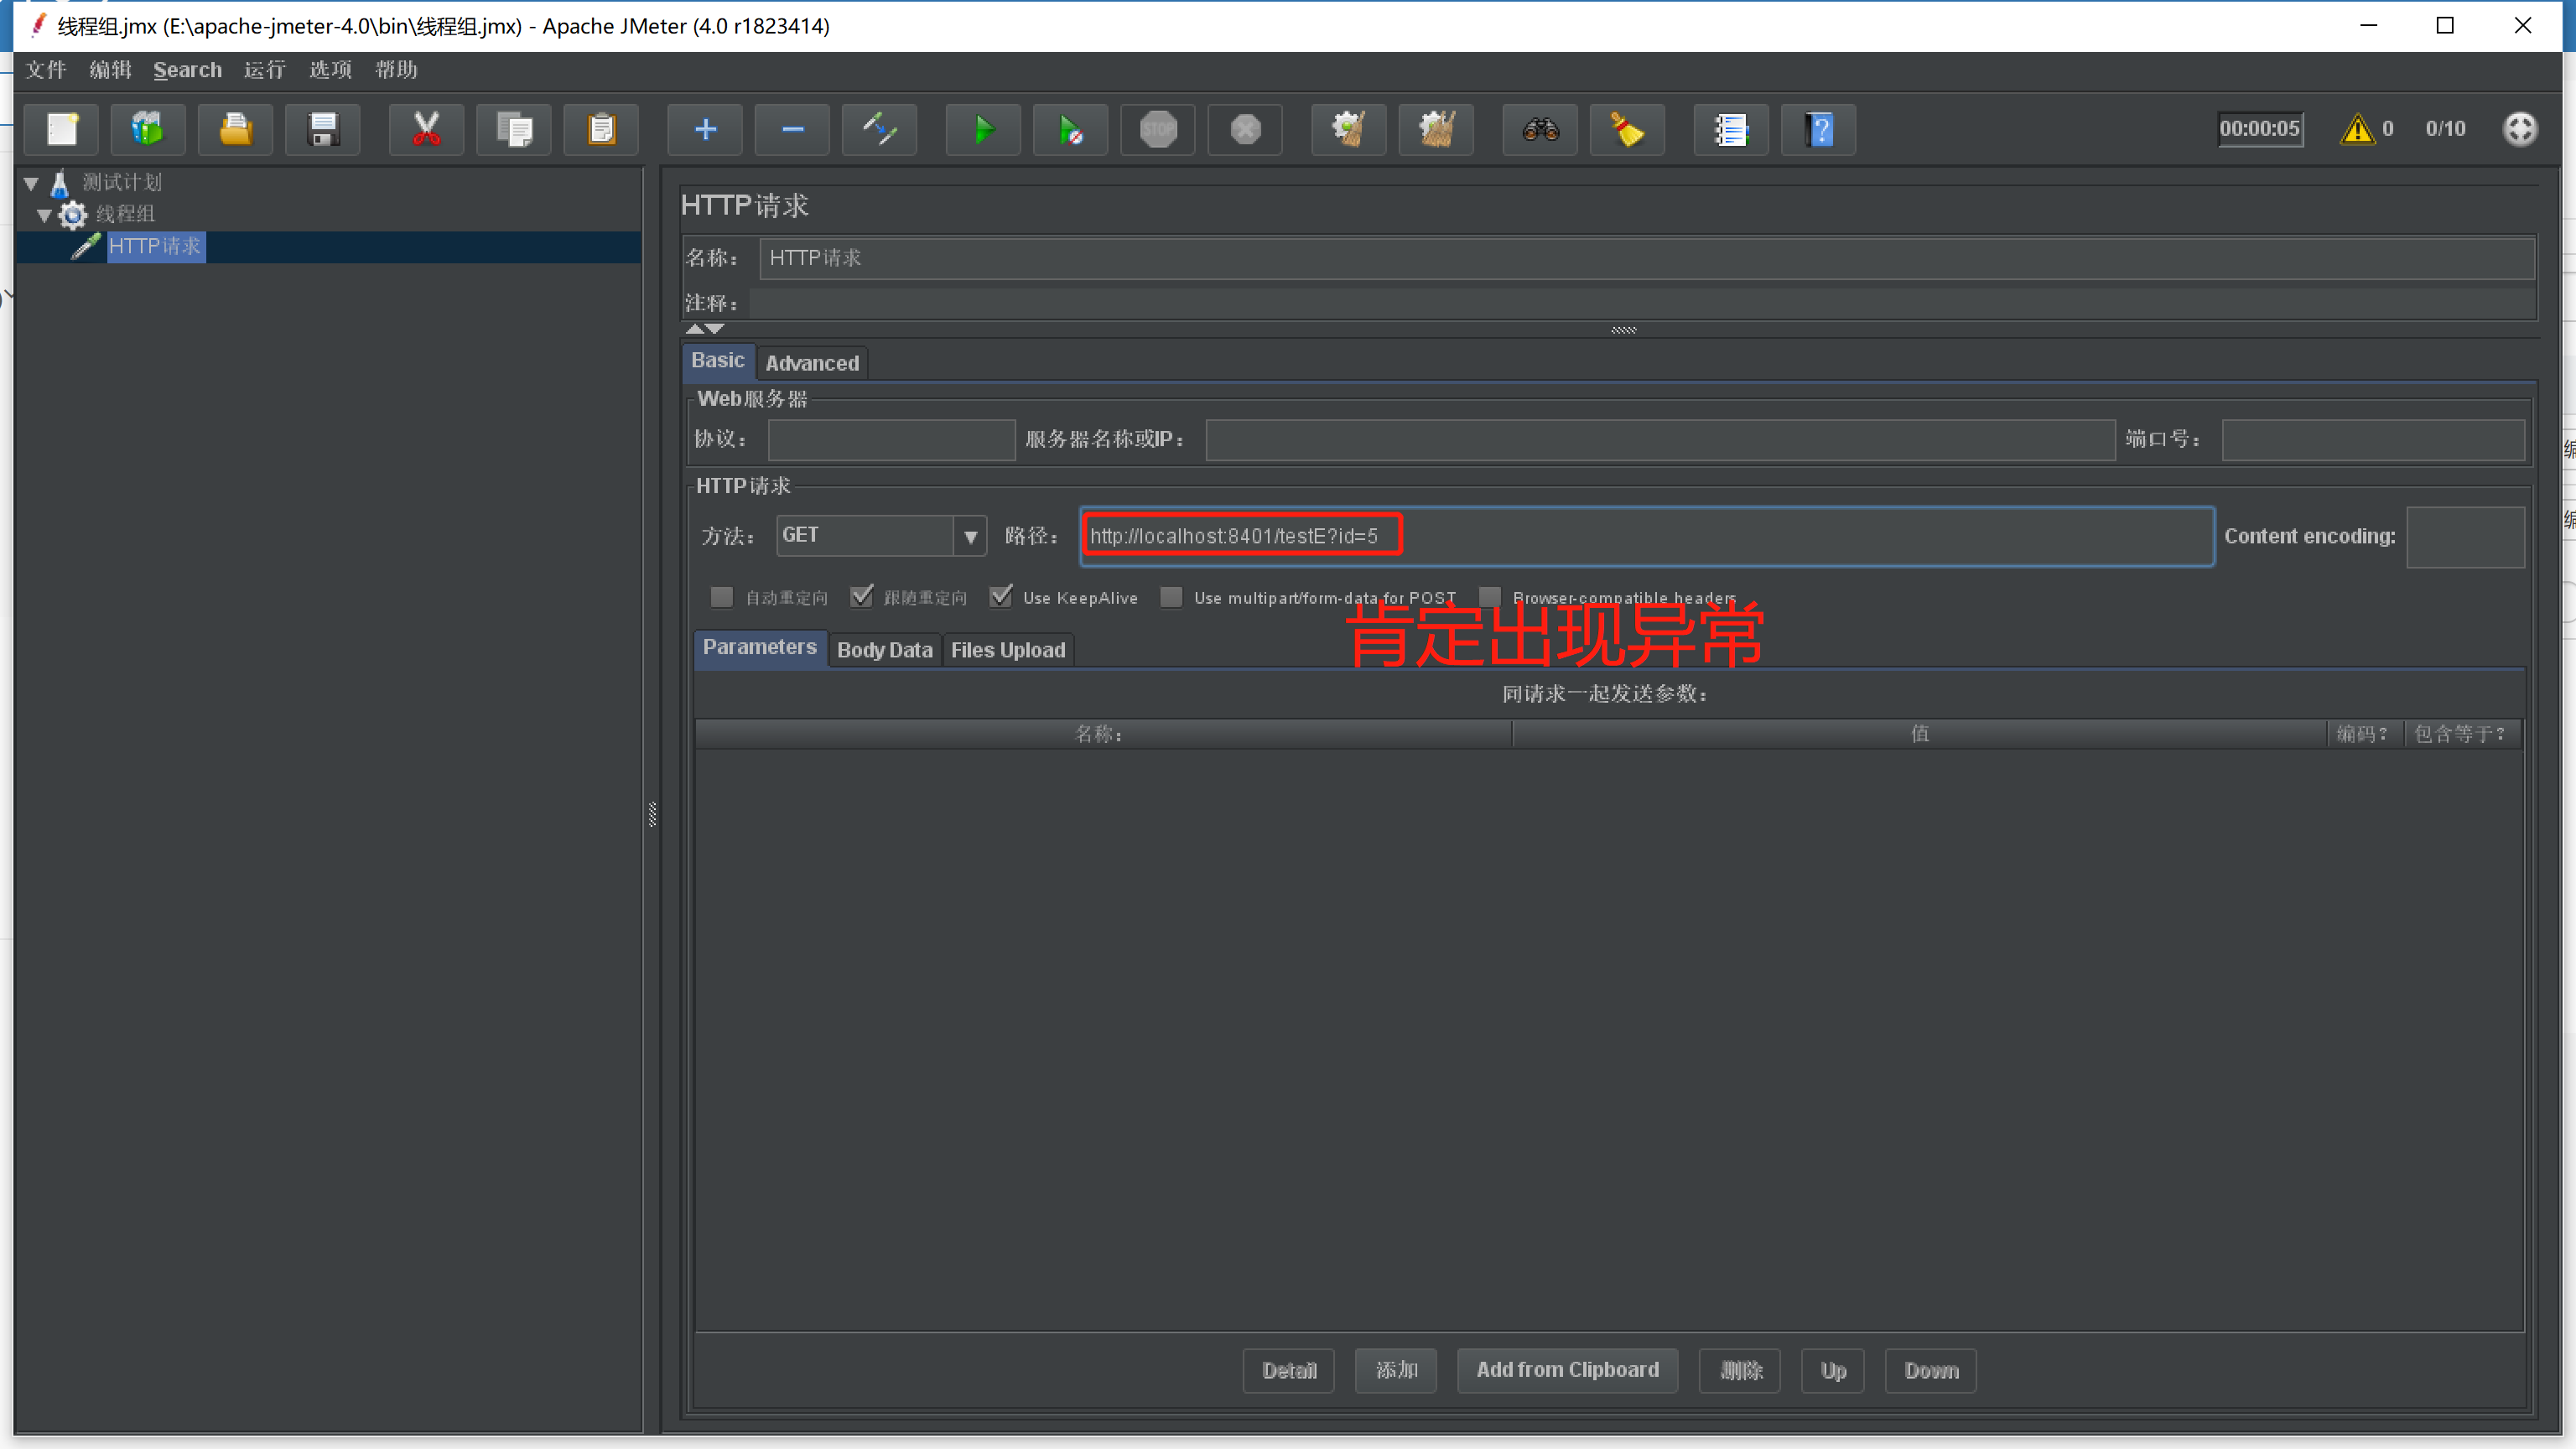 线程组.jmx (E:\apache-jmeter-4.0\bin\线程组.jmx) - Apache JMeter (4.0 r1823414)
文件 编辑 Search 运行 选项 帮助
STOP
00:00:05 0 0/10
测试计划
线程组
HTTP请求
HTTP请求
名称： HTTP请求
注释：
Basic Advanced
Web服务器
协议： 服务器名称或IP： 端口号：
HTTP请求
方法： GET 路径： http://localhost:8401/testE?id=5 Content encoding:
自动重定向 跟随重定向 Use KeepAlive Use multipart/form-data for POST Browser-compatible headers
肯定出现异常
Parameters Body Data Files Upload
同请求一起发送参数：
名称： 值 编码？ 包含等于？
Detail 添加 Add from Clipboard 删除 Up Down
编
编